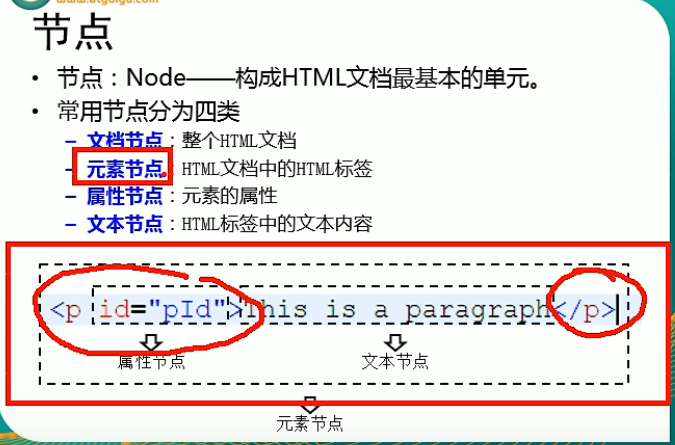 节点
• 节点：Node——构成HTML文档最基本的单元。
• 常用节点分为四类
– 文档节点：整个HTML文档
– 元素节点：HTML文档中的HTML标签
– 属性节点：元素的属性
– 文本节点：HTML标签中的文本内容
<p id="pId">This is a paragraph</p>
属性节点 文本节点
元素节点